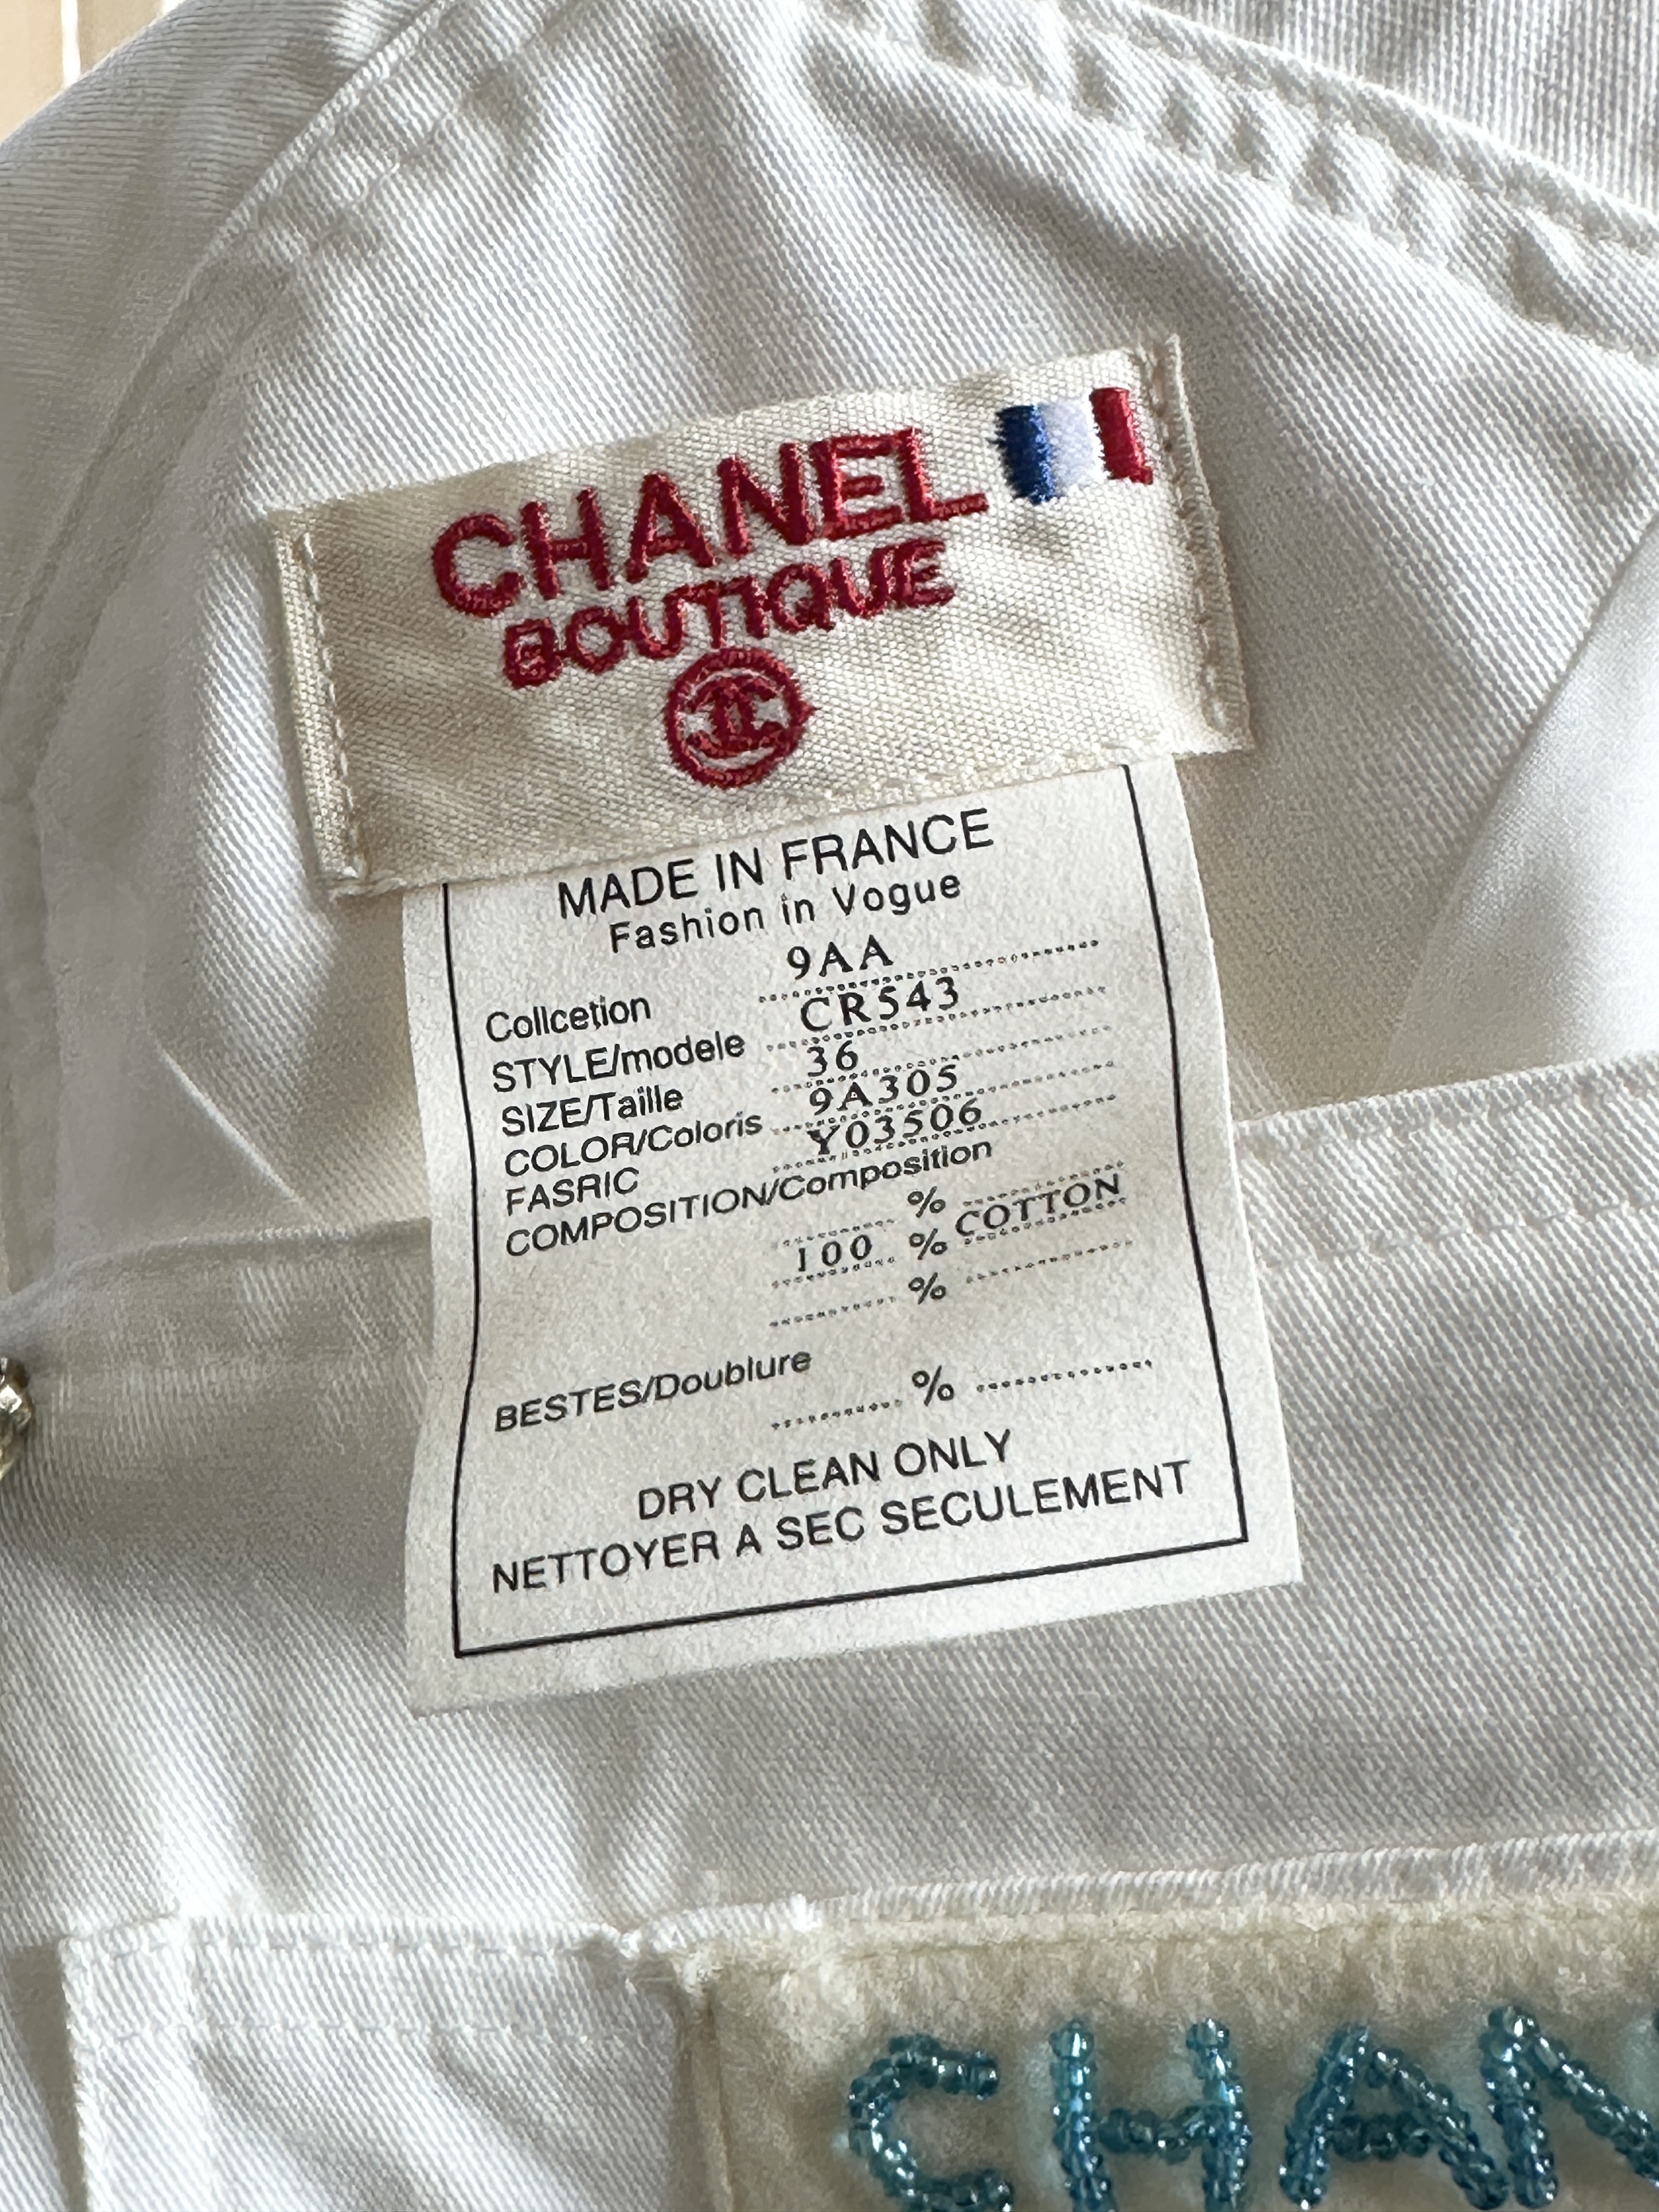 CHANEL
BOUTIQUE
MADE IN FRANCE
Fashion in Vogue
Collcetion 9AA
STYLE/modele CR543
SIZE/Taille 36
COLOR/Coloris 9A305
FASRIC Y03506
COMPOSITION/Composition
%
100 % COTTON
%
BESTES/Doublure
%
DRY CLEAN ONLY
NETTOYER A SEC SECULEMENT
CHAN